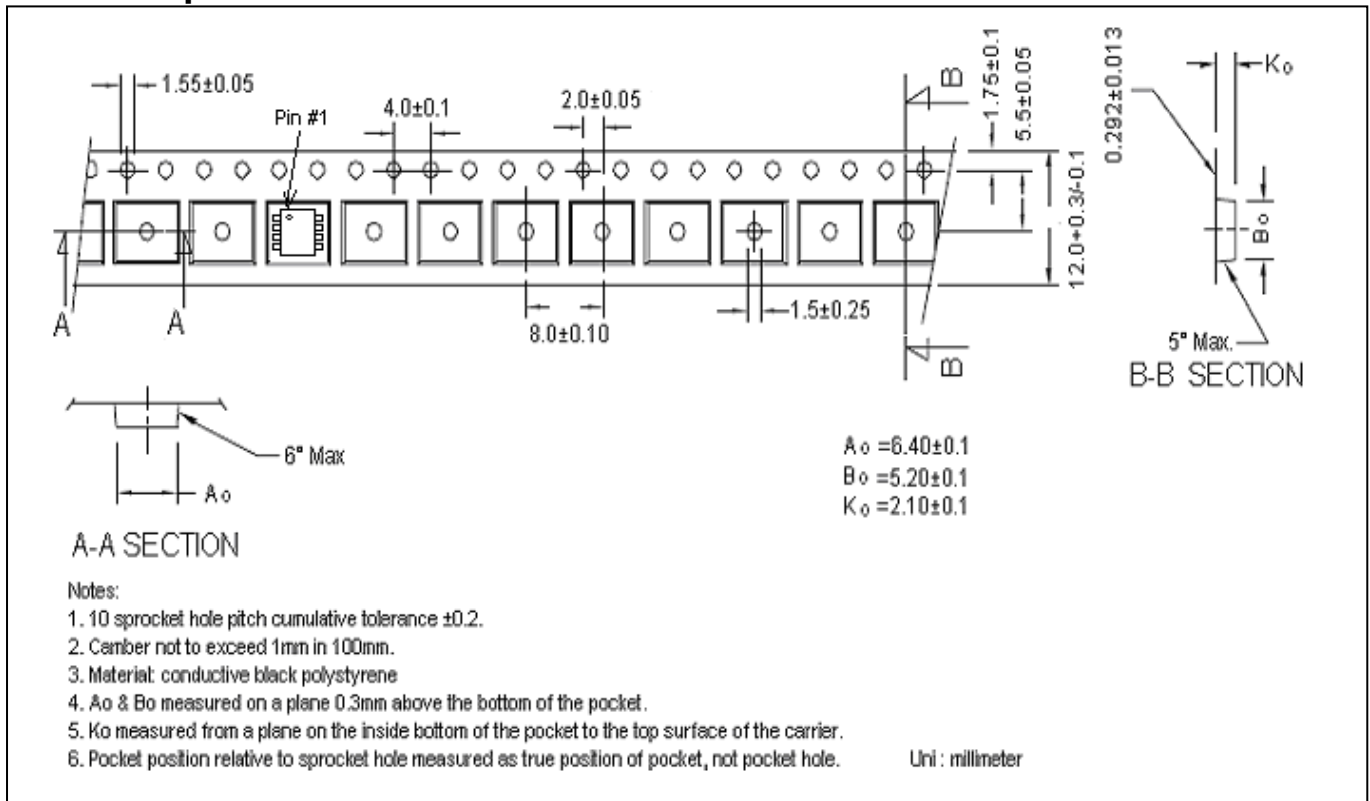 1.55±0.05
Pin #1
4.0±0.1
2.0±0.05
B
1.75±0.1
5.5±0.05
0.292±0.013
Ko
Bo
12.0+0.3/-0.1
A
A
8.0±0.10
1.5±0.25
B
5° Max.
B-B SECTION
6° Max
Ao
Ao =6.40±0.1
Bo =5.20±0.1
Ko =2.10±0.1
A-A SECTION
Notes:
1. 10 sprocket hole pitch cumulative tolerance ±0.2.
2. Camber not to exceed 1mm in 100mm.
3. Material: conductive black polystyrene
4. Ao & Bo measured on a plane 0.3mm above the bottom of the pocket.
5. Ko measured from a plane on the inside bottom of the pocket to the top surface of the carrier.
6. Pocket position relative to sprocket hole measured as true position of pocket, not pocket hole.
Uni : millimeter